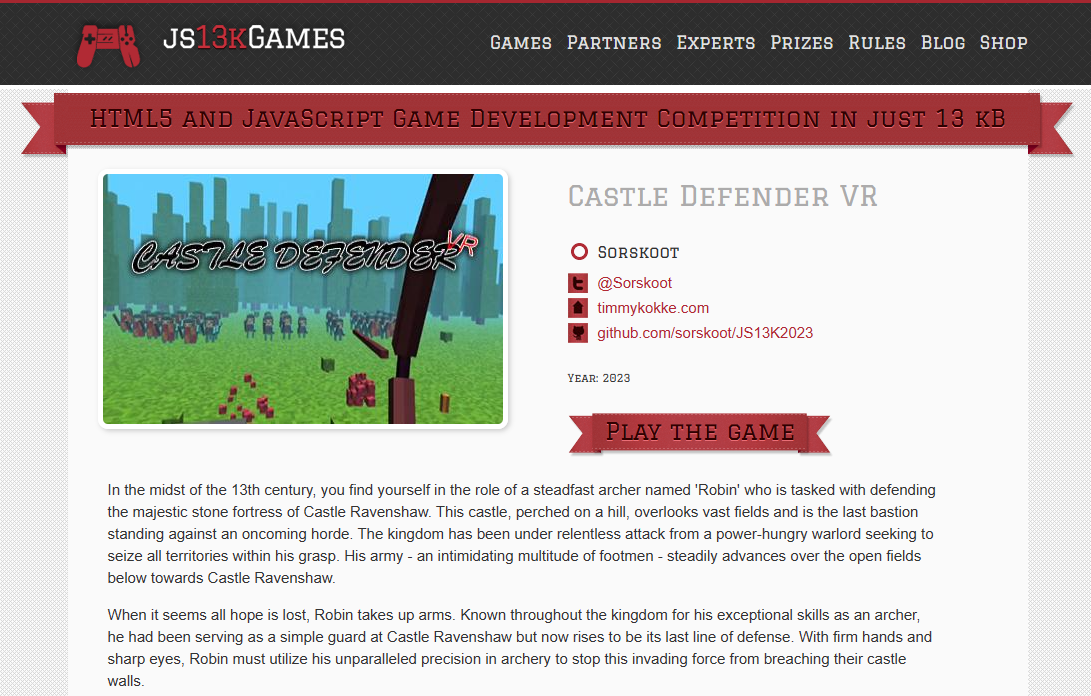 JS13KGAMES
GAMES PARTNERS EXPERTS PRIZES RULES BLOG SHOP
HTML5 AND JAVASCRIPT GAME DEVELOPMENT COMPETITION IN JUST 13 KB
CASTLE DEFENDER VR
CASTLE DEFENDER VR
SORSKOOT
@Sorskoot
timmykokke.com
github.com/sorskoot/JS13K2023
YEAR: 2023
PLAY THE GAME
In the midst of the 13th century, you find yourself in the role of a steadfast archer named 'Robin' who is tasked with defending
the majestic stone fortress of Castle Ravenshaw. This castle, perched on a hill, overlooks vast fields and is the last bastion
standing against an oncoming horde. The kingdom has been under relentless attack from a power-hungry warlord seeking to
seize all territories within his grasp. His army - an intimidating multitude of footmen - steadily advances over the open fields
below towards Castle Ravenshaw.
When it seems all hope is lost, Robin takes up arms. Known throughout the kingdom for his exceptional skills as an archer,
he had been serving as a simple guard at Castle Ravenshaw but now rises to be its last line of defense. With firm hands and
sharp eyes, Robin must utilize his unparalleled precision in archery to stop this invading force from breaching their castle
walls.